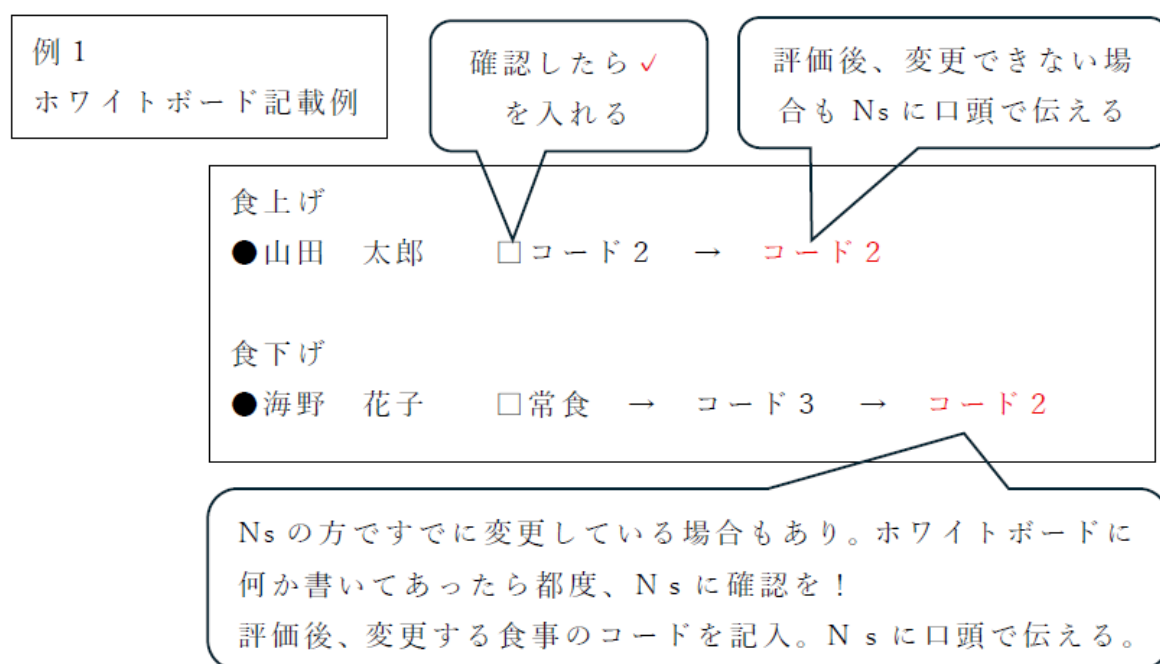 例1
ホワイトボード記載例
確認したら✓
を入れる
評価後、変更できない場
合も Ns に口頭で伝える
食上げ
●山田　太郎　　□コード2　→　コード2
食下げ
●海野　花子　　□常食　→　コード3　→　コード2
Ns の方ですでに変更している場合もあり。ホワイトボードに
何か書いてあったら都度、Ｎｓに確認を！
評価後、変更する食事のコードを記入。Ｎｓに口頭で伝える。